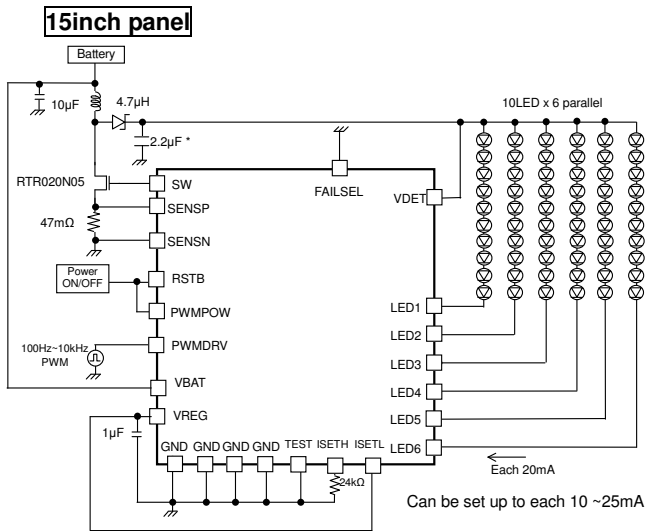 15inch panel
Battery
10µF
4.7µH
10LED x 6 parallel
2.2µF *
RTR020N05
SW
FAILSEL
VDET
SENSP
47mΩ
SENSN
Power
ON/OFF
RSTB
PWMPOW
LED1
LED2
100Hz~10kHz
PWM
PWMDRV
LED3
VBAT
LED4
VREG
LED5
1µF
GND GND GND GND TEST ISETH ISETL
LED6
24kΩ
Each 20mA
Can be set up to each 10 ~25mA